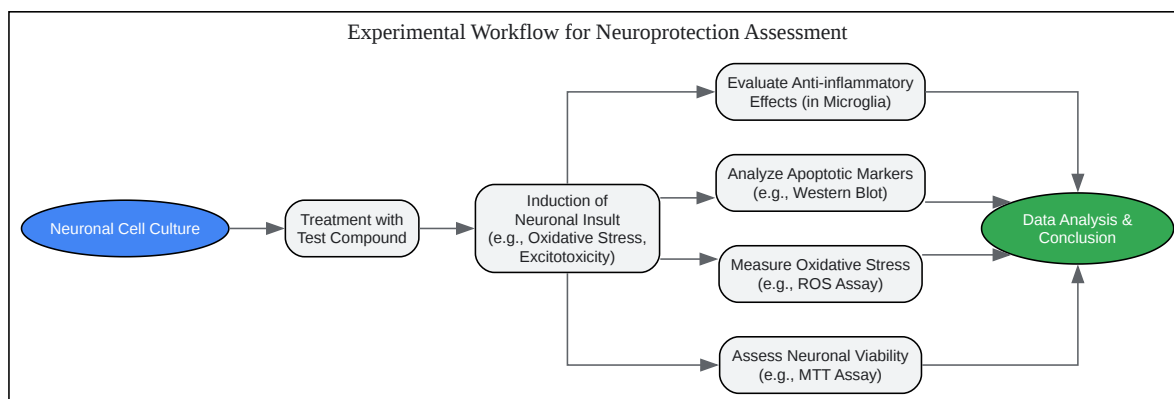 Experimental Workflow for Neuroprotection Assessment
Neuronal Cell Culture
Treatment with
Test Compound
Induction of
Neuronal Insult
(e.g., Oxidative Stress,
Excitotoxicity)
Evaluate Anti-inflammatory
Effects (in Microglia)
Analyze Apoptotic Markers
(e.g., Western Blot)
Measure Oxidative Stress
(e.g., ROS Assay)
Assess Neuronal Viability
(e.g., MTT Assay)
Data Analysis &
Conclusion